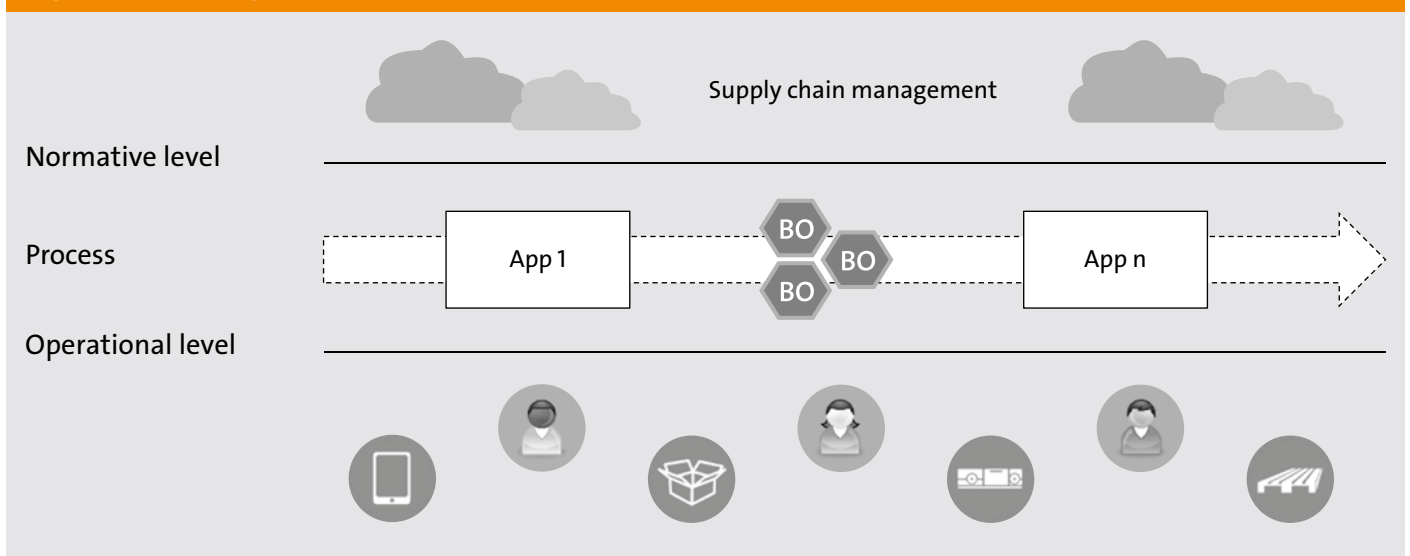 Supply chain management
Normative level
Process
App 1
BO
BO
BO
App n
Operational level